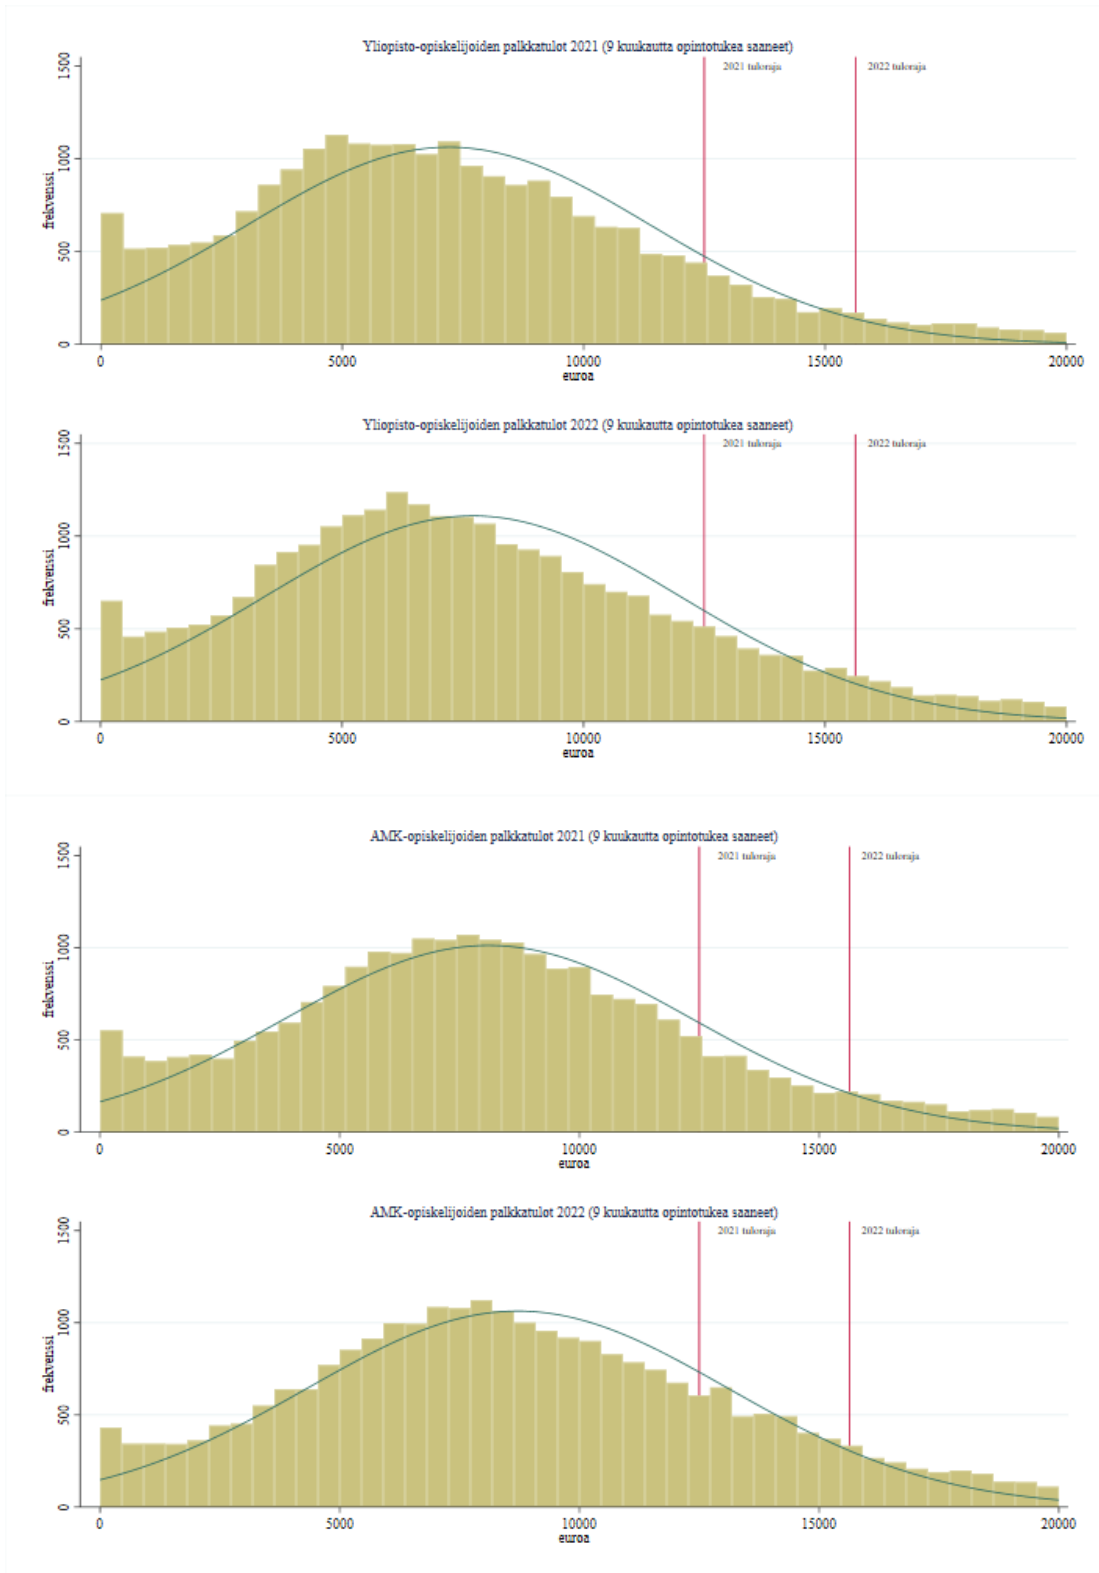 Yliopisto-opiskelijoiden palkkatulot 2021 (9 kuukautta opintotukea saaneet)
2021 tuloraja
2022 tuloraja
frekvenssi
1500
1000
500
0
0 5000 10000 15000 20000
euroa
Yliopisto-opiskelijoiden palkkatulot 2022 (9 kuukautta opintotukea saaneet)
2021 tuloraja
2022 tuloraja
frekvenssi
1500
1000
500
0
0 5000 10000 15000 20000
euroa
AMK-opiskelijoiden palkkatulot 2021 (9 kuukautta opintotukea saaneet)
2021 tuloraja
2022 tuloraja
frekvenssi
1500
1000
500
0
0 5000 10000 15000 20000
euroa
AMK-opiskelijoiden palkkatulot 2022 (9 kuukautta opintotukea saaneet)
2021 tuloraja
2022 tuloraja
frekvenssi
1500
1000
500
0
0 5000 10000 15000 20000
euroa